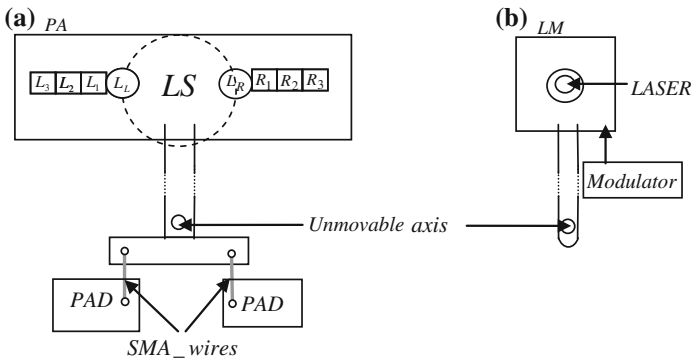 (a) PA
L3 L2 L1 LL LS LR R1 R2 R3
Unmovable axis
PAD PAD
SMA_wires
(b) LM
LASER
Modulator